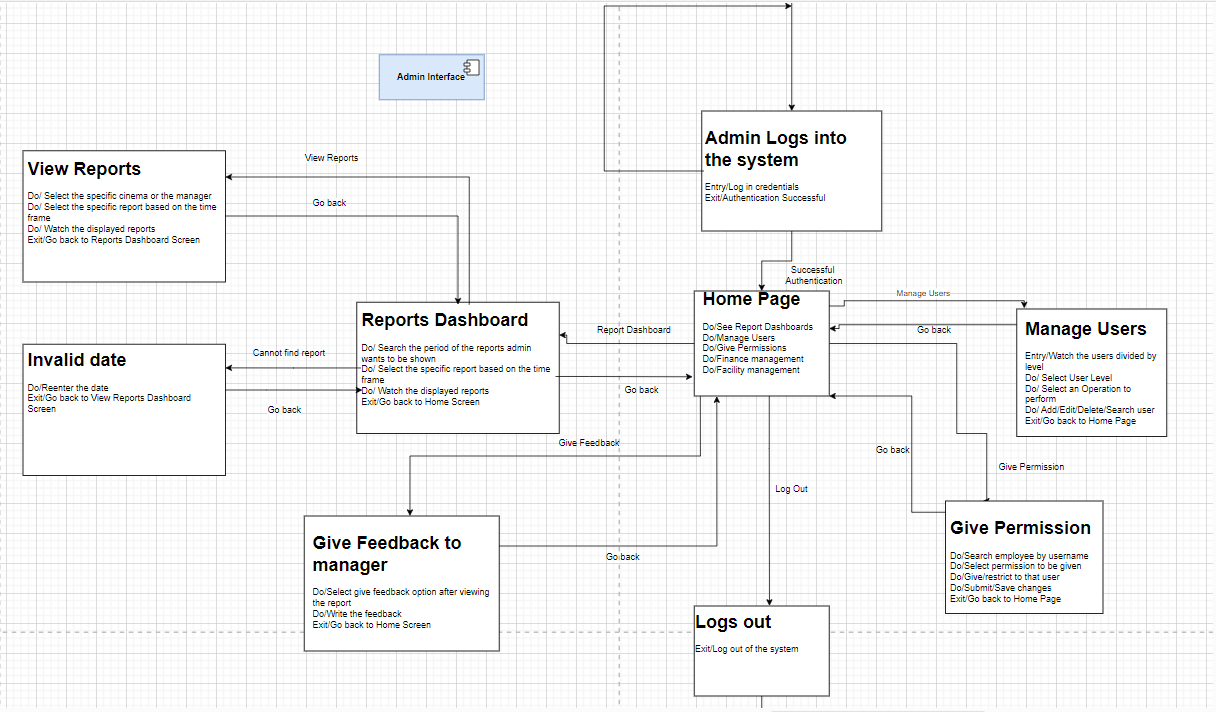 Admin Interface
Admin Logs into
the system
Entry/Log in credentials
Exit/Authentication Successful
View Reports
Do/ Select the specific cinema or the manager
Do/ Select the specific report based on the time
frame
Do/ Watch the displayed reports
Exit/Go back to Reports Dashboard Screen
View Reports
Go back
Successful
Authentication
Home Page
Do/See Report Dashboards
Do/Manage Users
Do/Give Permissions
Do/Finance management
Do/Facility management
Manage Users
Go back
Manage Users
Entry/Watch the users divided by
level
Do/ Select User Level
Do/ Select an Operation to
perform
Do/ Add/Edit/Delete/Search user
Exit/Go back to Home Page
Reports Dashboard
Do/ Search the period of the reports admin
wants to be shown
Do/ Select the specific report based on the time
frame
Do/ Watch the displayed reports
Exit/Go back to Home Screen
Report Dashboard
Go back
Invalid date
Do/Reenter the date
Exit/Go back to View Reports Dashboard
Screen
Cannot find report
Go back
Give Feedback
Go back
Give Permission
Log Out
Give Feedback to
manager
Do/Select give feedback option after viewing
the report
Do/Write the feedback
Exit/Go back to Home Screen
Go back
Give Permission
Do/Search employee by username
Do/Select permission to be given
Do/Give/restrict to that user
Do/Submit/Save changes
Exit/Go back to Home Page
Logs out
Exit/Log out of the system